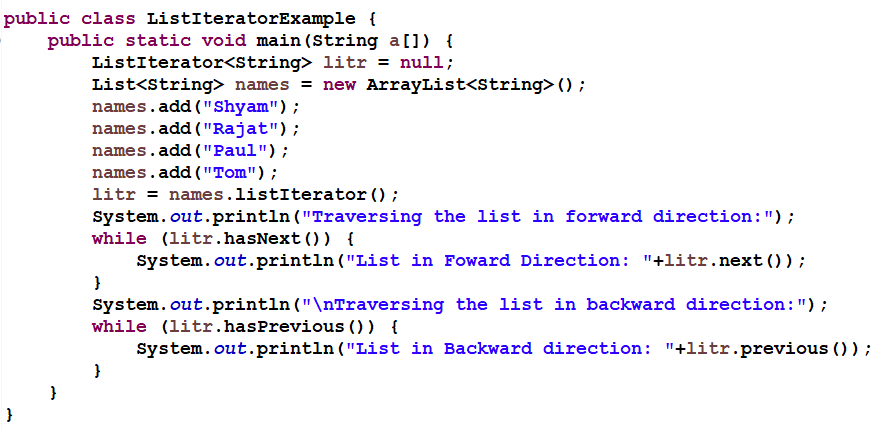 public class ListIteratorExample {
    public static void main(String a[]) {
        ListIterator<String> litr = null;
        List<String> names = new ArrayList<String>();
        names.add("Shyam");
        names.add("Rajat");
        names.add("Paul");
        names.add("Tom");
        litr = names.listIterator();
        System.out.println("Traversing the list in forward direction:");
        while (litr.hasNext()) {
            System.out.println("List in Foward Direction: "+litr.next());
        }
        System.out.println("\nTraversing the list in backward direction:");
        while (litr.hasPrevious()) {
            System.out.println("List in Backward direction: "+litr.previous());
        }
    }
}